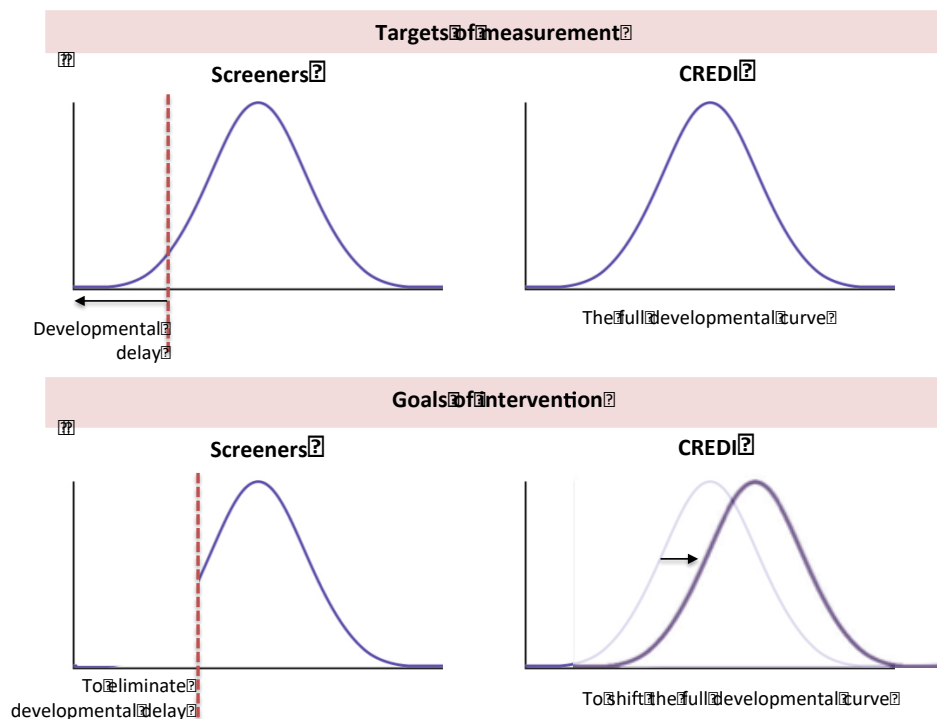 Targets of measurement
Screeners
CREDI
Developmental
delay
The full developmental curve
Goals of intervention
Screeners
CREDI
To eliminate
developmental delay
To shift the full developmental curve